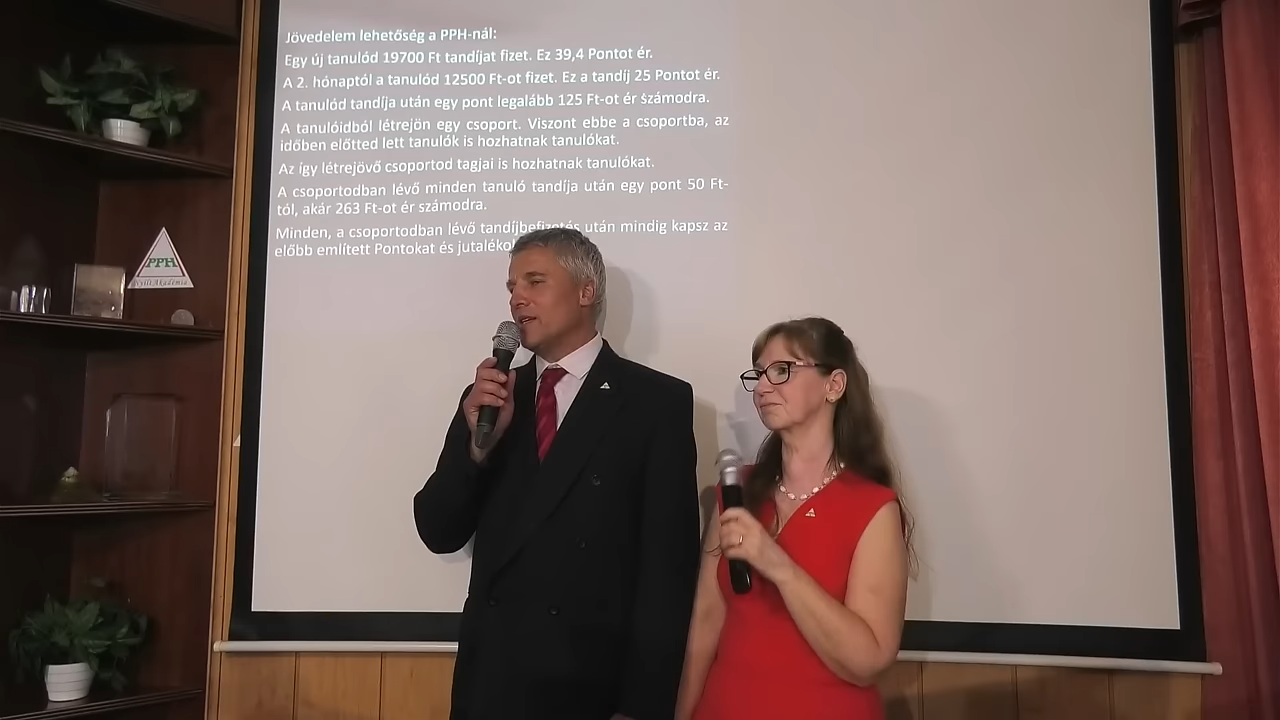 Jövedelem lehetőség a PPH-nál:
Egy új tanulód 19700 Ft tandíjat fizet. Ez 39,4 Pontot ér.
A 2. hónaptól a tanulód 12500 Ft-ot fizet. Ez a tandíj 25 Pontot ér.
A tanulód tandíja után egy pont legalább 125 Ft-ot ér számodra.
A tanulóidból létrejön egy csoport. Viszont ebbe a csoportba, az
időben előtted lett tanulók is hozhatnak tanulókat.
Az így létrejövő csoportod tagjai is hozhatnak tanulókat.
A csoportodban lévő minden tanuló tandíja után egy pont 50 Ft-
tól, akár 263 Ft-ot ér számodra.
Minden, a csoportodban lévő tandíjbefizetés után mindig kapsz az
előbb említett Pontokat és
PPH
Nyílt Akadémia